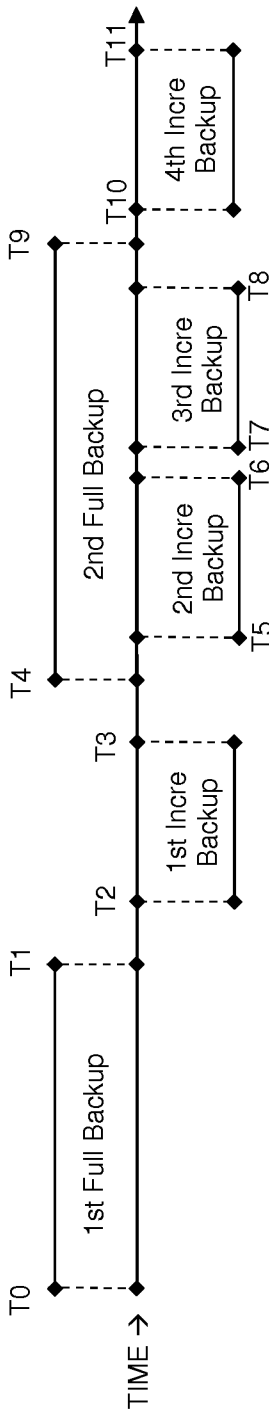 T0
T1
T4
T9
1st Full Backup
2nd Full Backup
TIME →
T2
T3
T10
T11
1st Incre
Backup
2nd Incre
Backup
3rd Incre
Backup
4th Incre
Backup
T5
T6
T7
T8